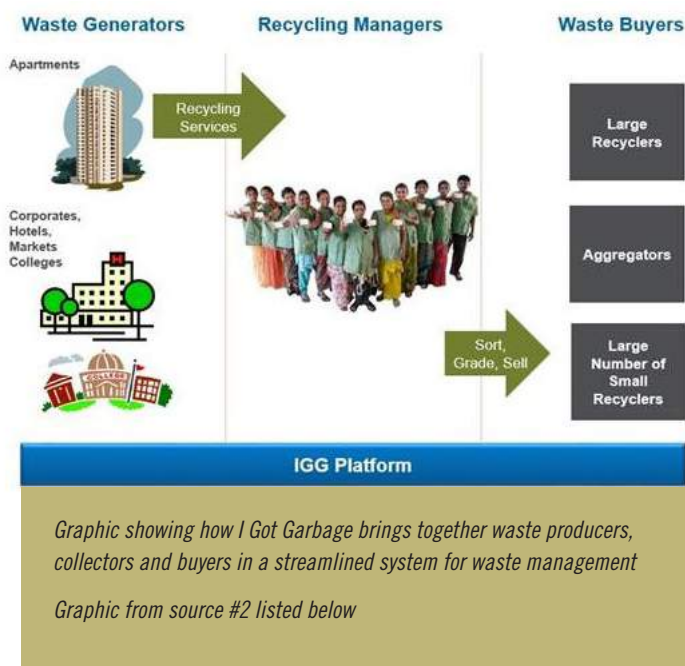 Waste Generators
Recycling Managers
Waste Buyers
Apartments
Recycling
Services
Large
Recyclers
Corporates,
Hotels,
Markets
Colleges
H
COLLEGE
Aggregators
Sort,
Grade, Sell
Large
Number of
Small
Recyclers
IGG Platform
Graphic showing how I Got Garbage brings together waste producers,
collectors and buyers in a streamlined system for waste management
Graphic from source #2 listed below